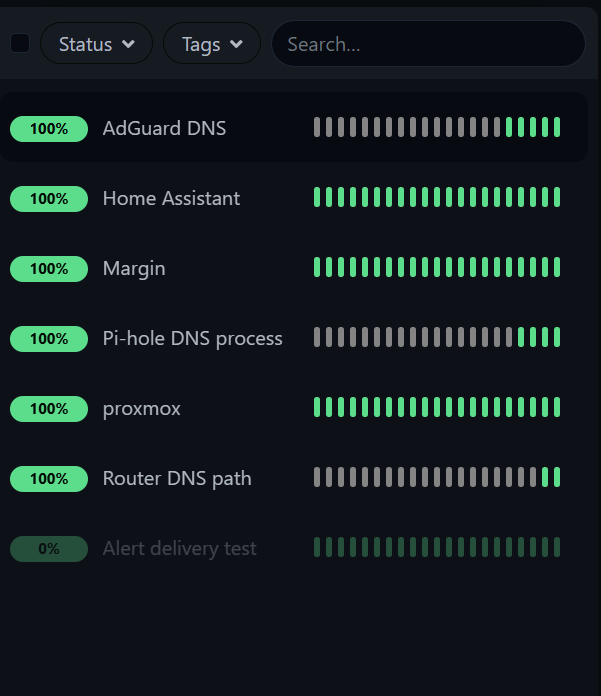 Status Tags Search...
100% AdGuard DNS
100% Home Assistant
100% Margin
100% Pi-hole DNS process
100% proxmox
100% Router DNS path
0% Alert delivery test